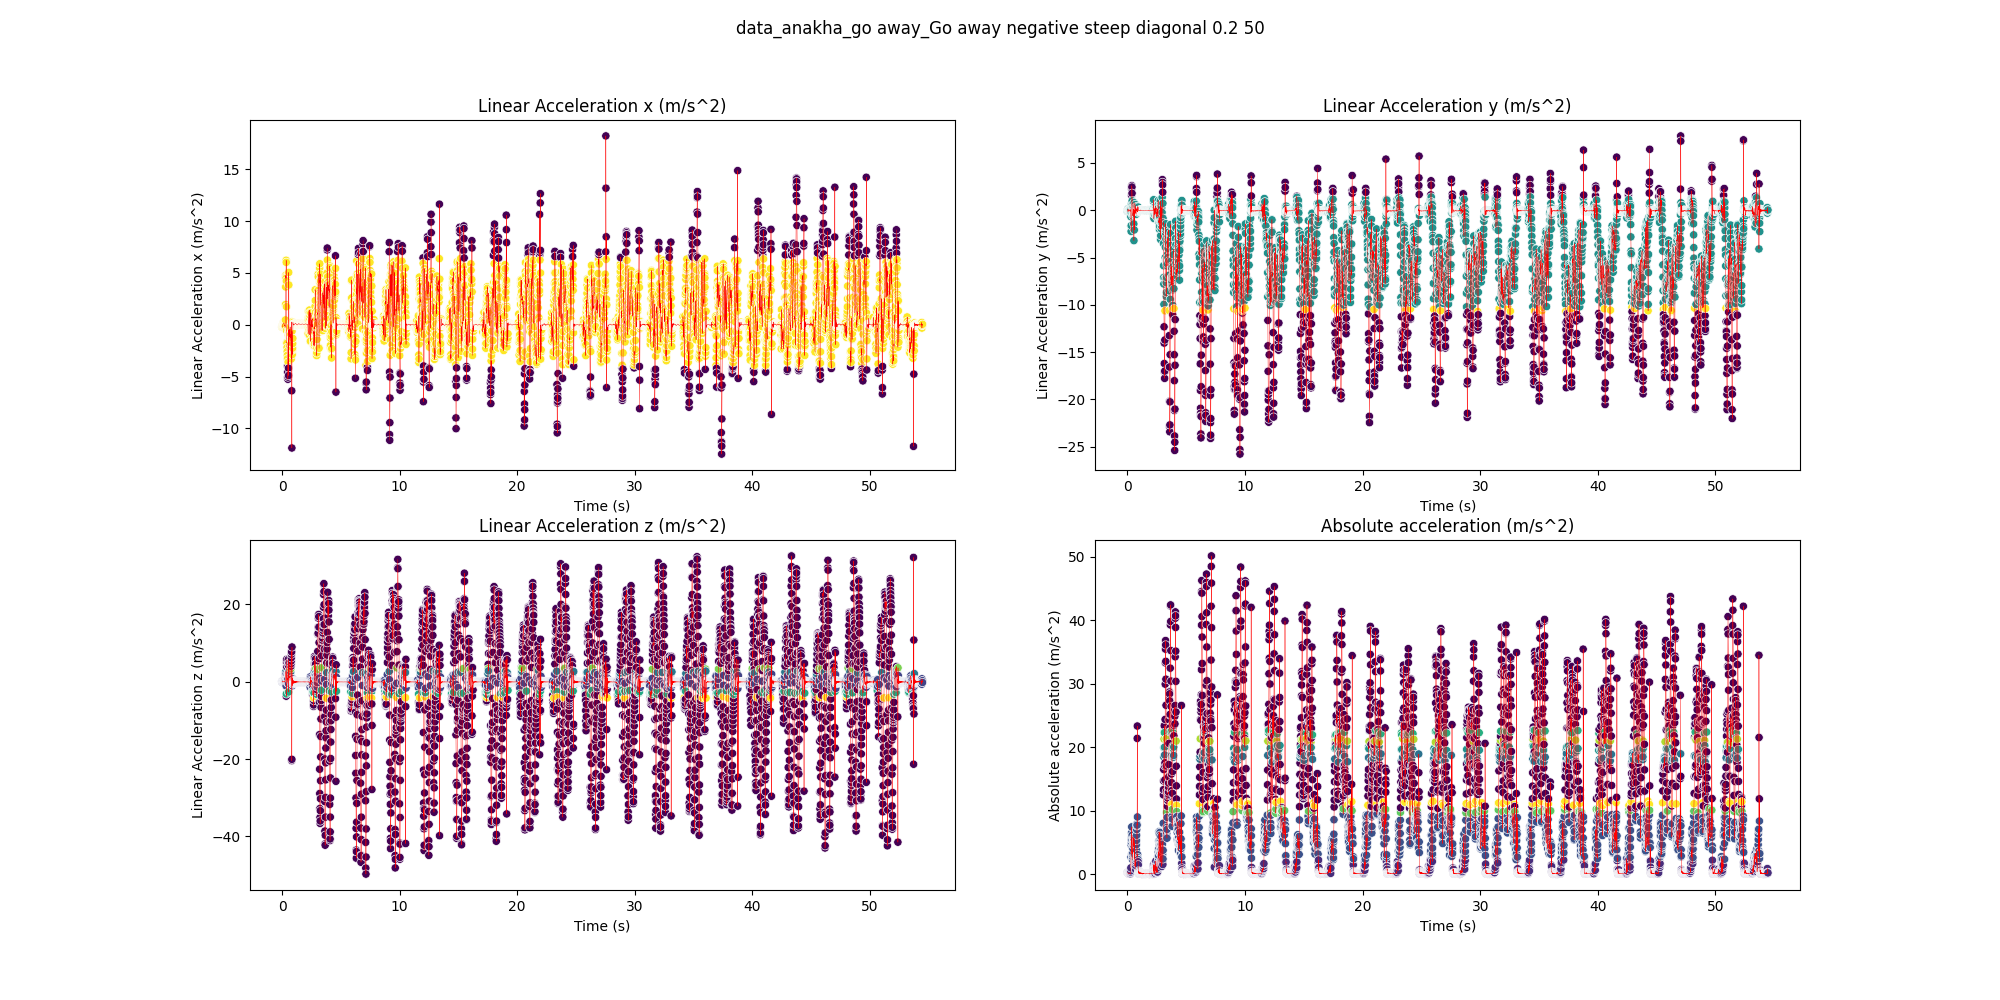 data_anakha_go away_Go away negative steep diagonal 0.2 50
Linear Acceleration x (m/s^2)
Linear Acceleration x (m/s^2)
15
10
5
0
−5
−10
0 10 20 30 40 50
Time (s)
Linear Acceleration y (m/s^2)
Linear Acceleration y (m/s^2)
5
0
−5
−10
−15
−20
−25
0 10 20 30 40 50
Time (s)
Linear Acceleration z (m/s^2)
Linear Acceleration z (m/s^2)
20
0
−20
−40
0 10 20 30 40 50
Time (s)
Absolute acceleration (m/s^2)
Absolute acceleration (m/s^2)
50
40
30
20
10
0
0 10 20 30 40 50
Time (s)